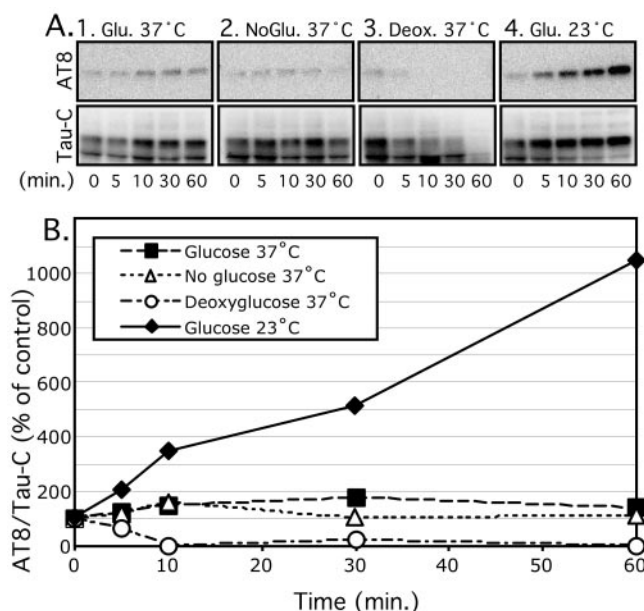 A.
1. Glu. 37˚C 2. NoGlu. 37˚C 3. Deox. 37˚C 4. Glu. 23˚C
AT8
Tau-C
(min.) 0 5 10 30 60 0 5 10 30 60 0 5 10 30 60 0 5 10 30 60
B.
Glucose 37˚C
No glucose 37˚C
Deoxyglucose 37˚C
Glucose 23˚C
AT8/Tau-C (% of control)
1000
800
600
400
200
100
0
0 10 20 30 40 50 60
Time (min.)